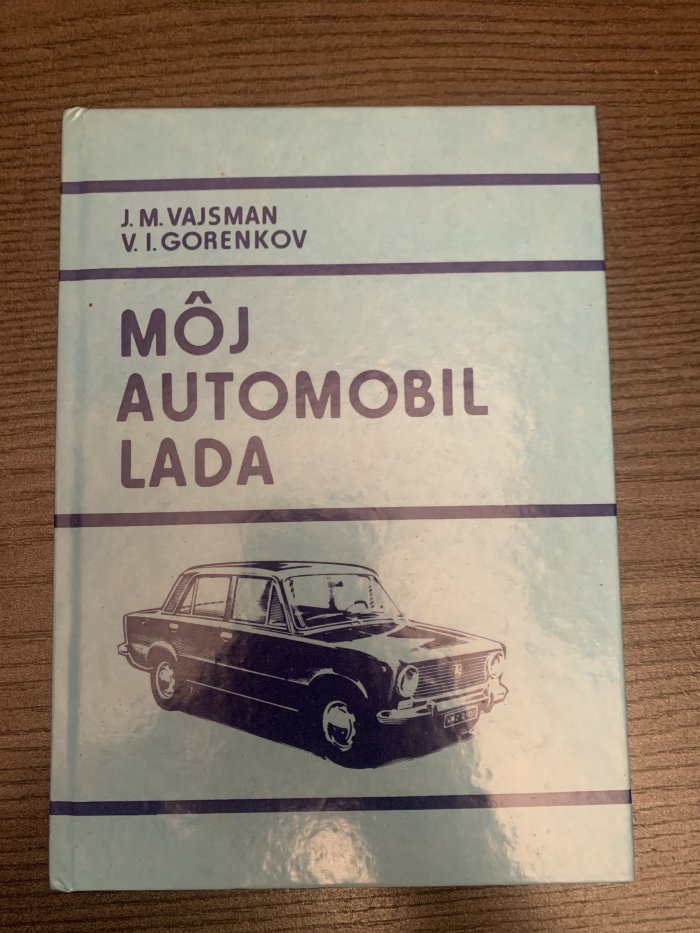 J. M. VAJSMAN
V. I. GORENKOV
MÔJ
AUTOMOBIL
LADA